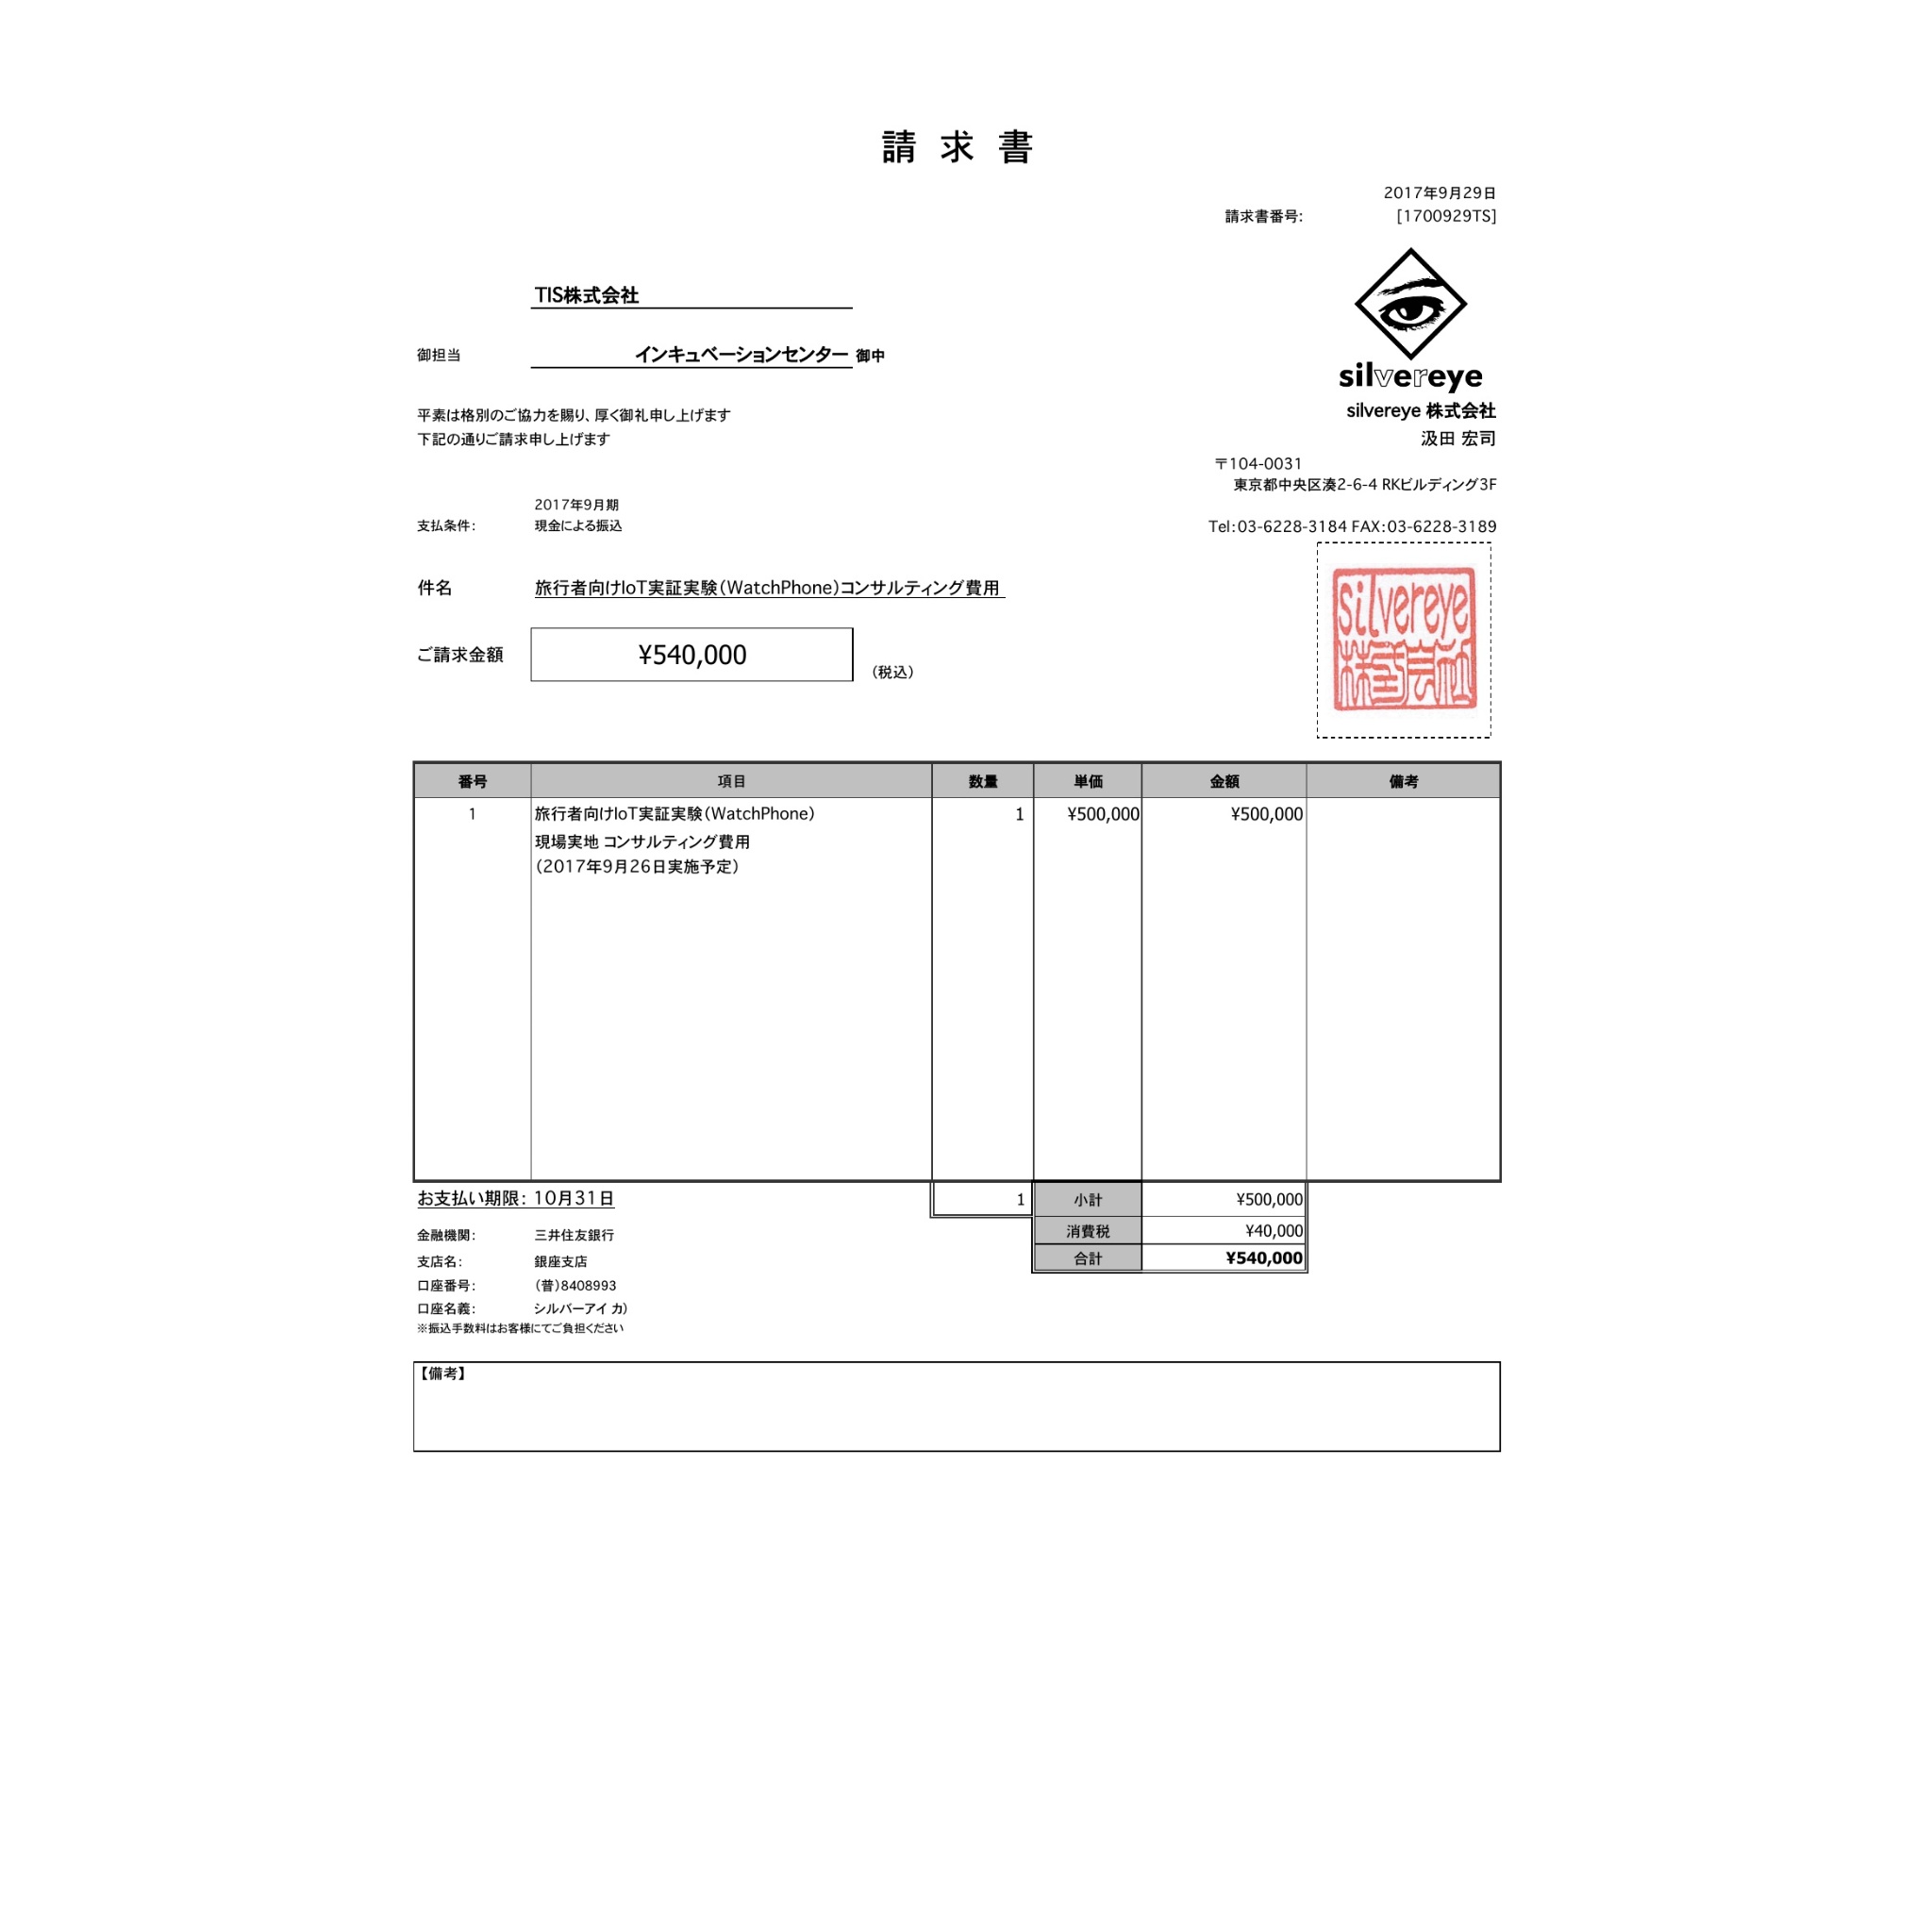 請 求 書
2017年9月29日
請求書番号: [1700929TS]
TIS株式会社
御担当 インキュベーションセンター 御中
silvereye
silvereye 株式会社
汲田 宏司
平素は格別のご協力を賜り、厚く御礼申し上げます
下記の通りご請求申し上げます
〒104-0031
東京都中央区湊2-6-4 RKビルディング3F
2017年9月期
支払条件: 現金による振込
Tel:03-6228-3184 FAX:03-6228-3189
件名 旅行者向けIoT実証実験(WatchPhone)コンサルティング費用
ご請求金額 ¥540,000 (税込)
silvereye
株式会社
番号 項目 数量 単価 金額 備考
1 旅行者向けIoT実証実験(WatchPhone) 1 ¥500,000 ¥500,000
現場実地 コンサルティング費用
(2017年9月26日実施予定)
お支払い期限: 10月31日 1 小計 ¥500,000
金融機関: 三井住友銀行 消費税 ¥40,000
支店名: 銀座支店 合計 ¥540,000
口座番号: (普)8408993
口座名義: シルバーアイ カ)
※振込手数料はお客様にてご負担ください
【備考】